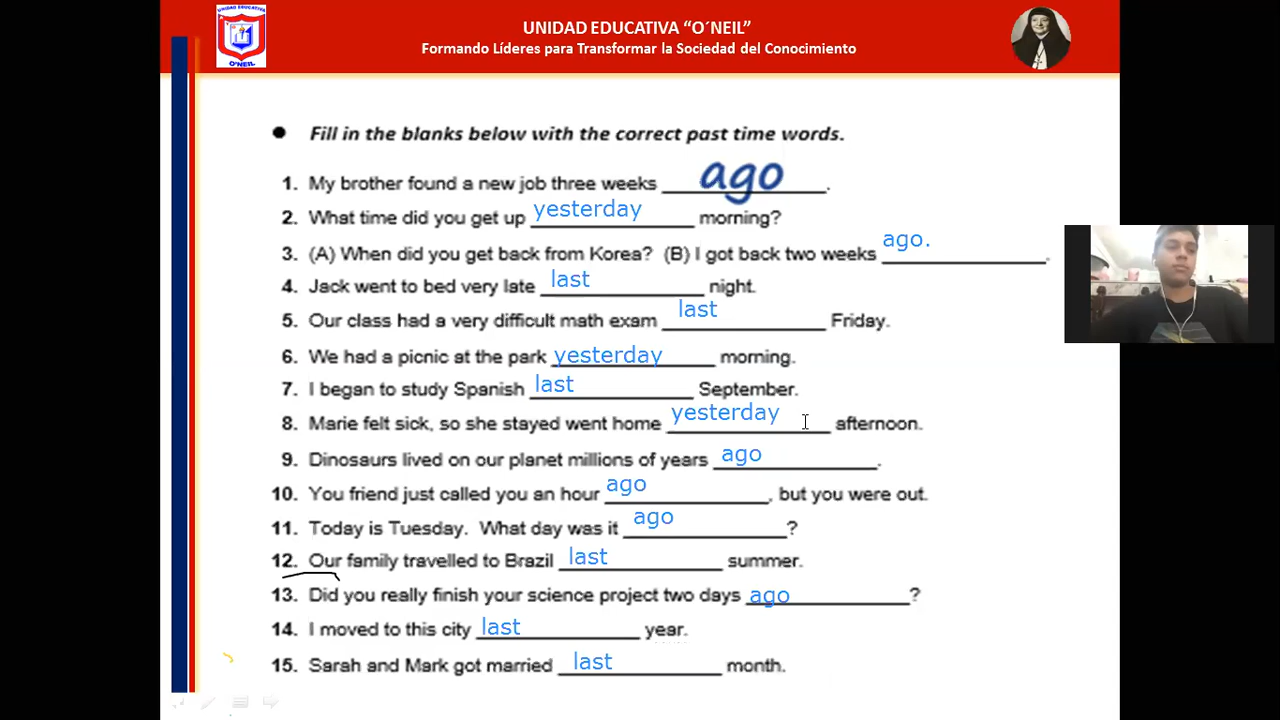 UNIDAD EDUCATIVA
O´NEIL
UNIDAD EDUCATIVA “O´NEIL”
Formando Líderes para Transformar la Sociedad del Conocimiento
● Fill in the blanks below with the correct past time words.
1. My brother found a new job three weeks ago.
2. What time did you get up yesterday morning?
3. (A) When did you get back from Korea? (B) I got back two weeks ago..
4. Jack went to bed very late last night.
5. Our class had a very difficult math exam last Friday.
6. We had a picnic at the park yesterday morning.
7. I began to study Spanish last September.
8. Marie felt sick, so she stayed went home yesterday afternoon.
9. Dinosaurs lived on our planet millions of years ago.
10. You friend just called you an hour ago, but you were out.
11. Today is Tuesday. What day was it ago?
12. Our family travelled to Brazil last summer.
13. Did you really finish your science project two days ago?
14. I moved to this city last year.
15. Sarah and Mark got married last month.